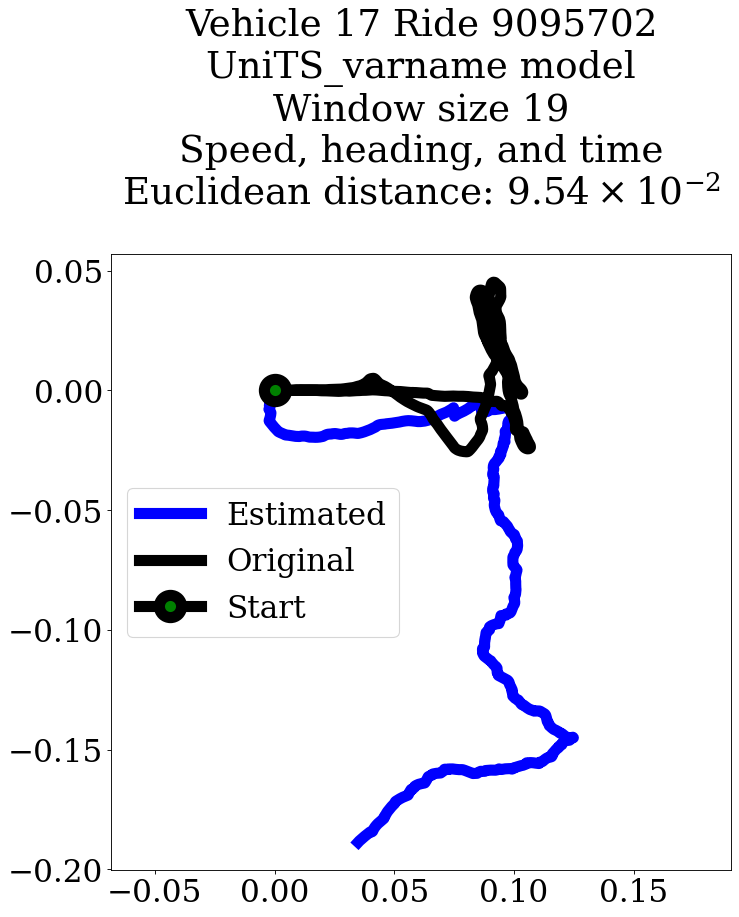 Vehicle 17 Ride 9095702
UniTS_varname model
Window size 19
Speed, heading, and time
Euclidean distance: 9.54 × 10⁻²
0.05
0.00
−0.05
−0.10
−0.15
−0.20
Estimated
Original
Start
−0.05 0.00 0.05 0.10 0.15